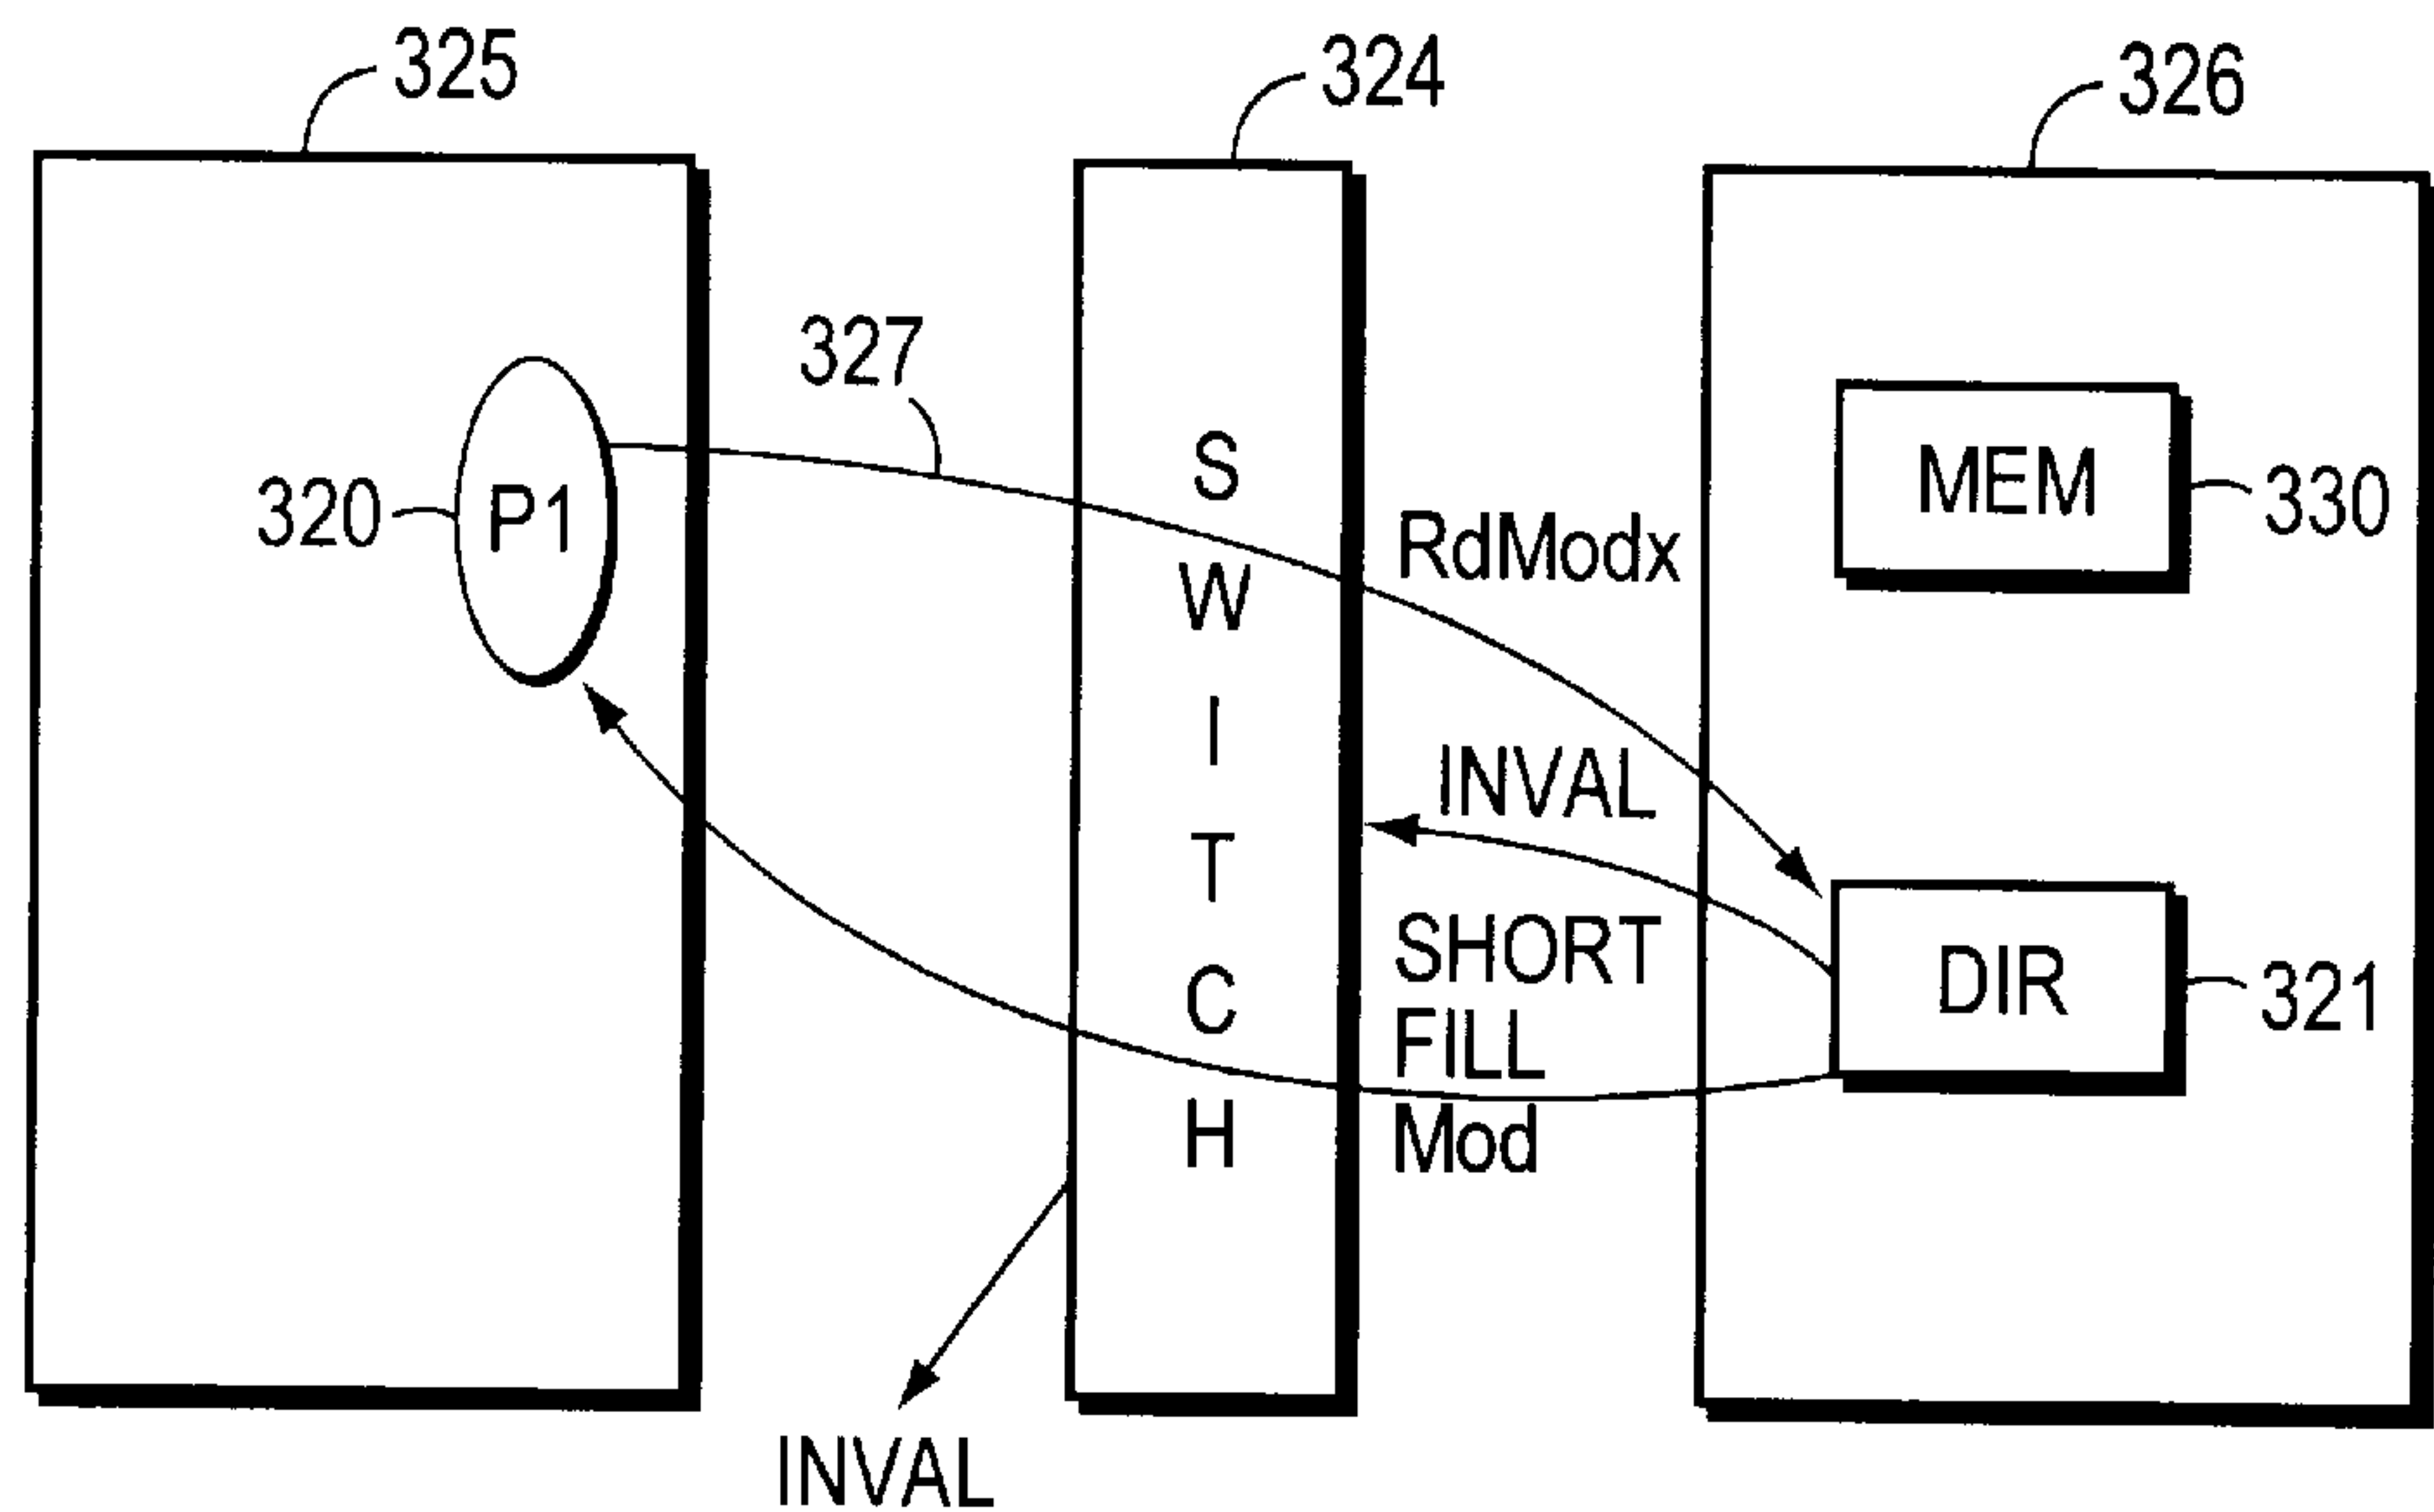 325
324
326
327
320
P1
S
W
I
T
C
H
RdModx
MEM
330
INVAL
SHORT
FILL
Mod
DIR
321
INVAL